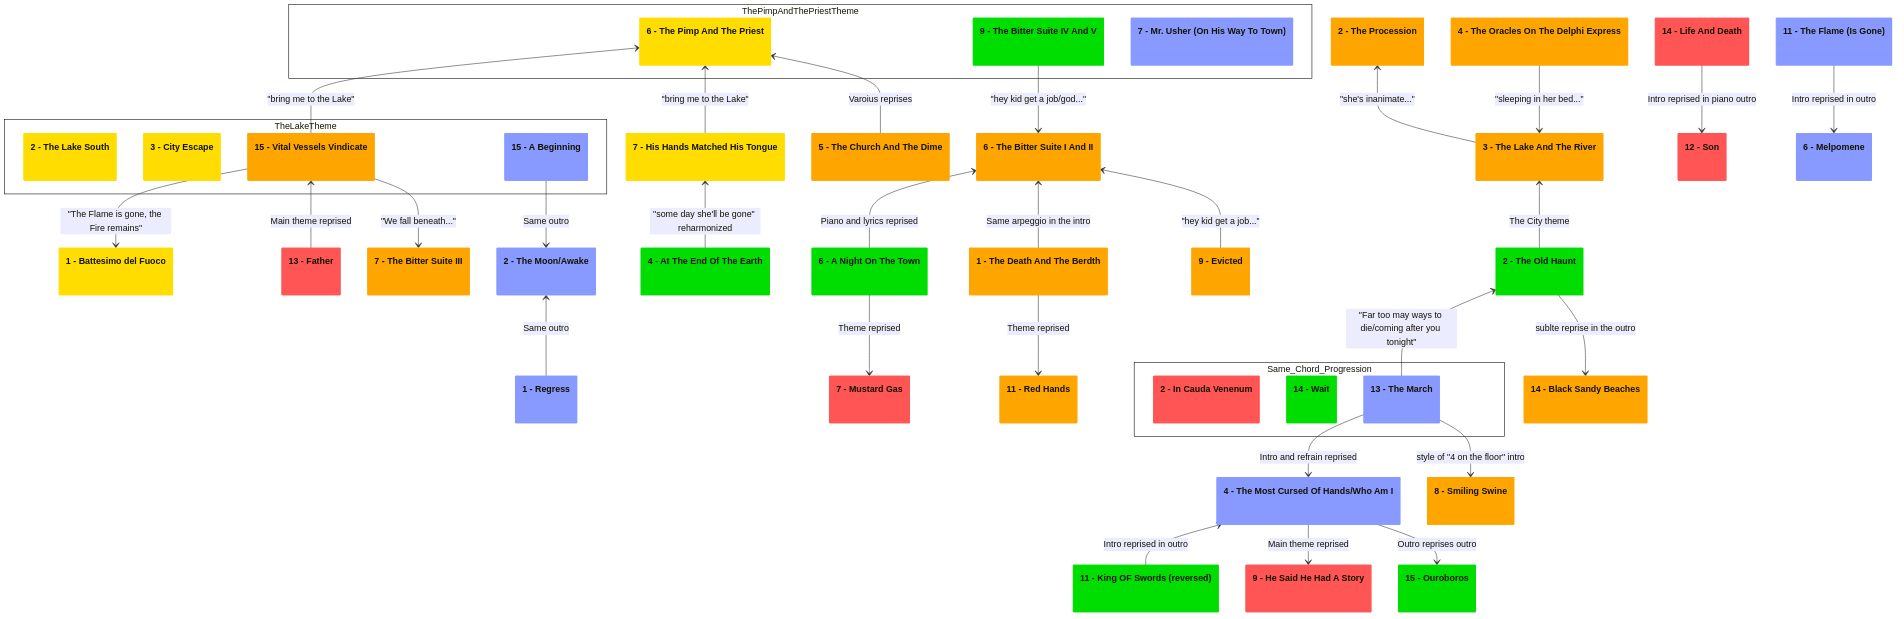 ThePimpAndThePriestTheme
6 - The Pimp And The Priest
9 - The Bitter Suite IV And V
7 - Mr. Usher (On His Way To Town)
2 - The Procession
4 - The Oracles On The Delphi Express
14 - Life And Death
11 - The Flame (Is Gone)
"bring me to the Lake"
"bring me to the Lake"
Varoius reprises
"hey kid get a job/god..."
"she's inanimate..."
"sleeping in her bed..."
Intro reprised in piano outro
Intro reprised in outro
TheLakeTheme
2 - The Lake South
3 - City Escape
15 - Vital Vessels Vindicate
15 - A Beginning
7 - His Hands Matched His Tongue
5 - The Church And The Dime
6 - The Bitter Suite I And II
3 - The Lake And The River
12 - Son
6 - Melpomene
"The Flame is gone, the
Fire remains"
Main theme reprised
"We fall beneath..."
Same outro
"some day she'll be gone"
reharmonized
Piano and lyrics reprised
Same arpeggio in the intro
"hey kid get a job..."
The City theme
1 - Battesimo del Fuoco
13 - Father
7 - The Bitter Suite III
2 - The Moon/Awake
4 - At The End Of The Earth
6 - A Night On The Town
1 - The Death And The Berdth
9 - Evicted
2 - The Old Haunt
Same outro
Theme reprised
Theme reprised
"Far too may ways to
die/coming after you
tonight"
sublte reprise in the outro
1 - Regress
7 - Mustard Gas
11 - Red Hands
Same_Chord_Progression
2 - In Cauda Venenum
14 - Wait
13 - The March
14 - Black Sandy Beaches
Intro and refrain reprised
style of "4 on the floor" intro
4 - The Most Cursed Of Hands/Who Am I
8 - Smiling Swine
Intro reprised in outro
Main theme reprised
Outro reprises outro
11 - King OF Swords (reversed)
9 - He Said He Had A Story
15 - Ouroboros